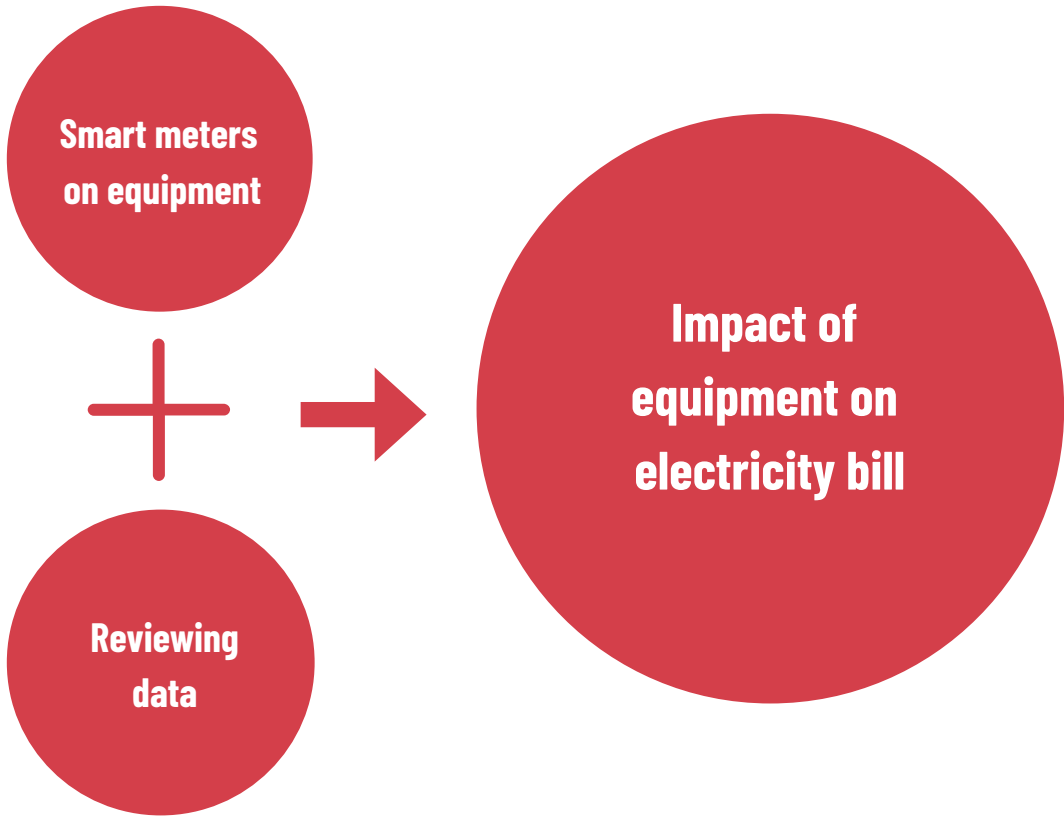 Smart meters
on equipment
Reviewing
data
Impact of
equipment on
electricity bill